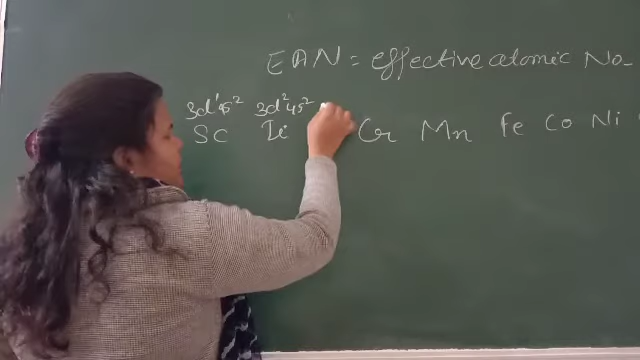 EAN = effective atomic No-
3d¹4s² 3d²4s²
SC Ti Cr Mn Fe Co Ni